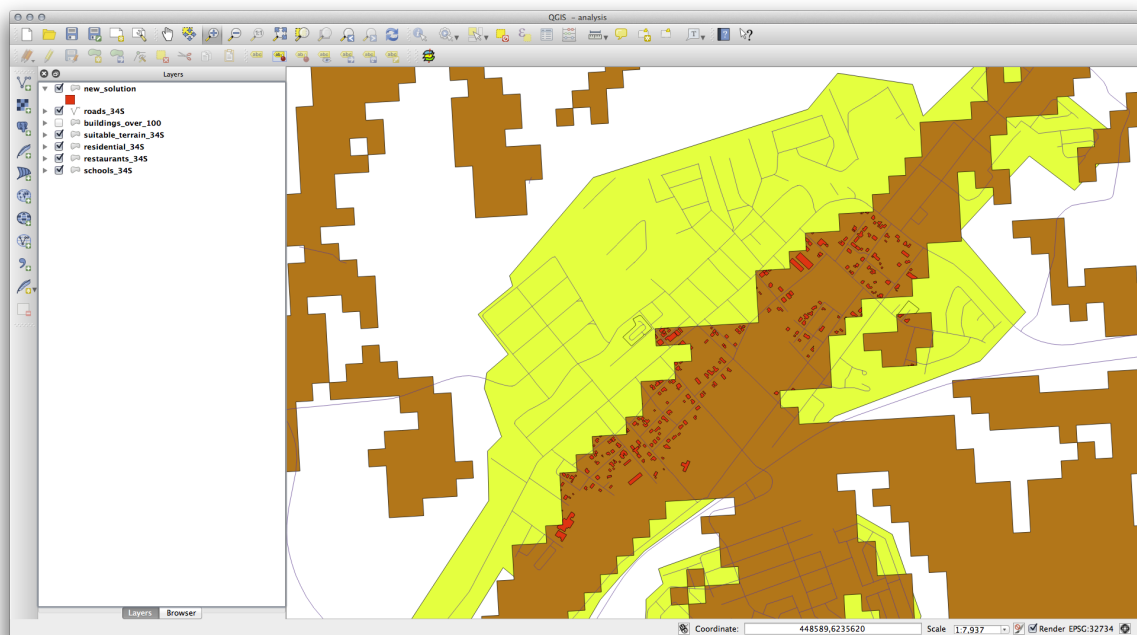 QGIS - analysis
Layers
new_solution
roads_34S
buildings_over_100
suitable_terrain_34S
residential_34S
restaurants_34S
schools_34S
Layers
Browser
Coordinate: 448589,6235620 Scale 1:7,937 Render EPSG:32734